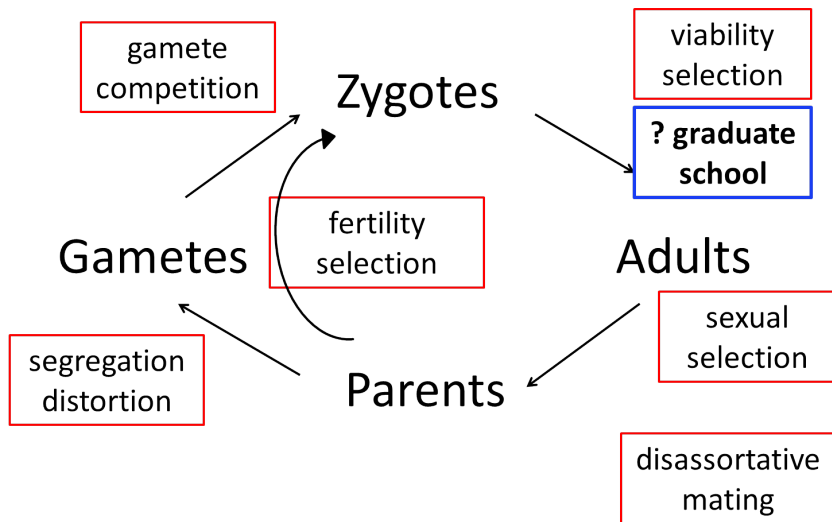 gamete
competition
Zygotes
viability
selection
? graduate
school
Gametes
fertility
selection
Adults
segregation
distortion
Parents
sexual
selection
disassortative
mating